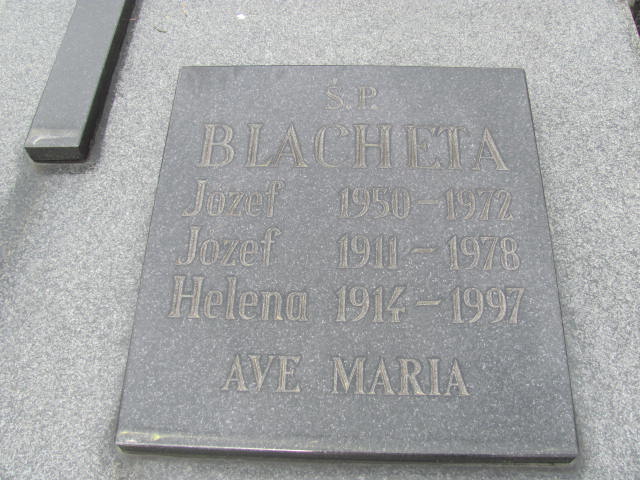 Ś.P.
BLACHETA
Jozef 1950 - 1972
Jozef 1911 - 1978
Helena 1914 - 1997
AVE MARIA